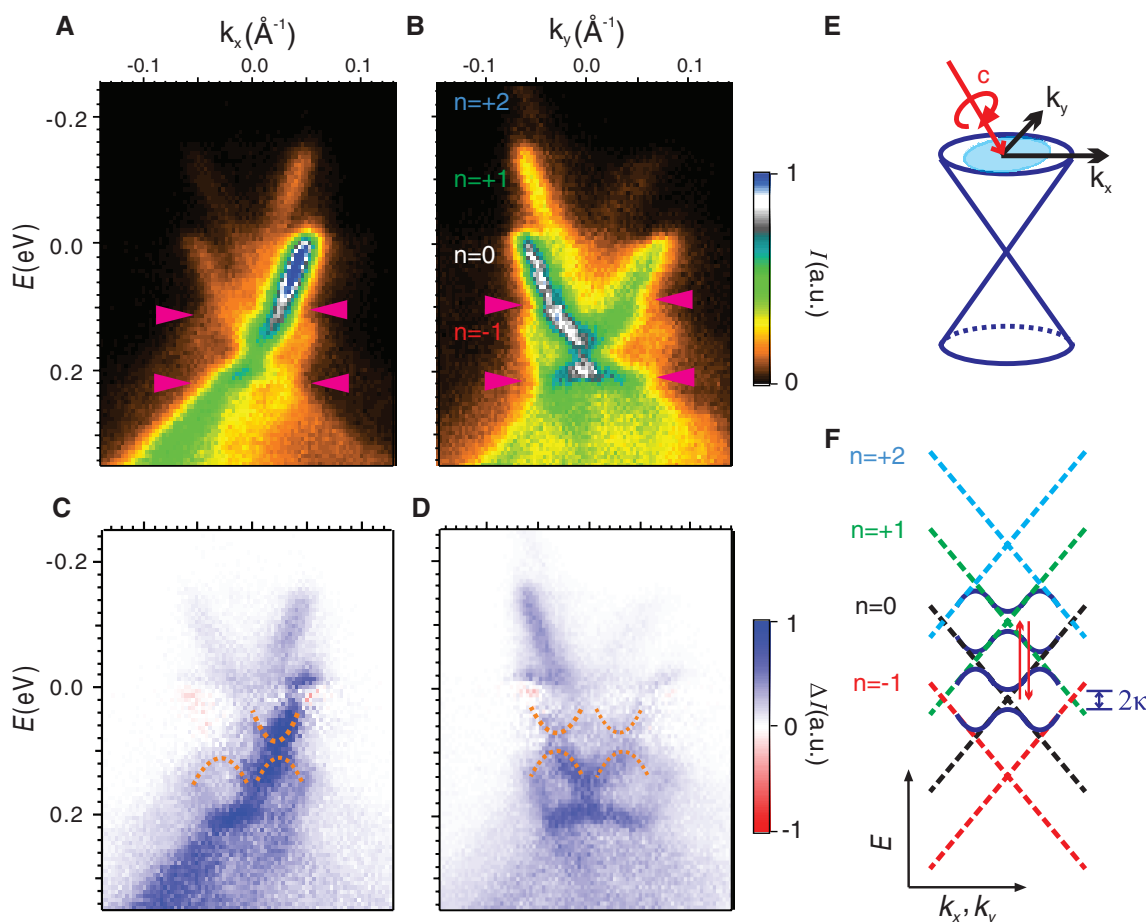 A
kx(Å-1)
-0.1 0.0 0.1
E(eV)
-0.2
0.0
0.2
B
ky(Å-1)
-0.1 0.0 0.1
n=+2
n=+1
n=0
n=-1
1
I(a.u.)
0
C
E(eV)
-0.2
0.0
0.2
D
1
ΔI(a.u.)
0
-1
E
c
ky
kx
F
n=+2
n=+1
n=0
n=-1
2κ
E
kx, ky